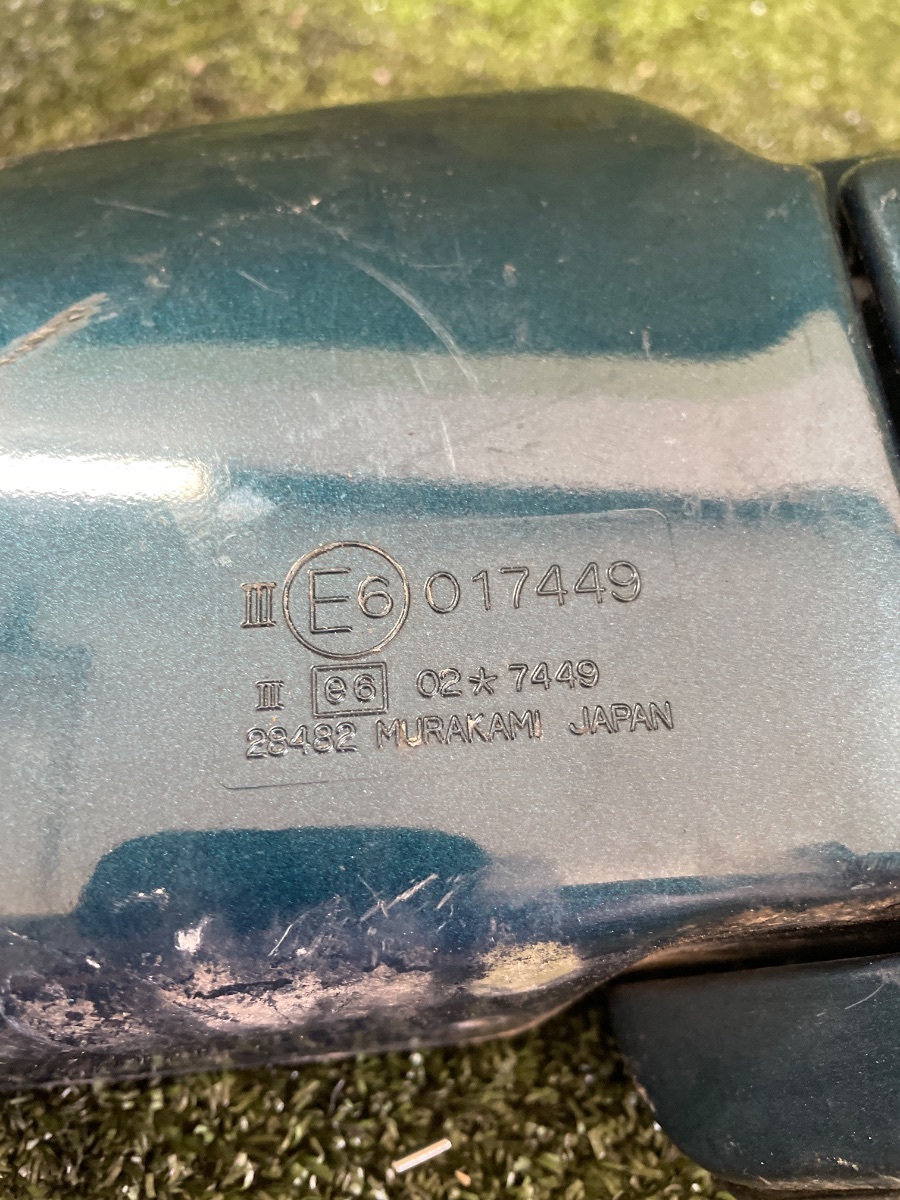 III E6 017449
III e6 02*7449
28482 MURAKAMI JAPAN